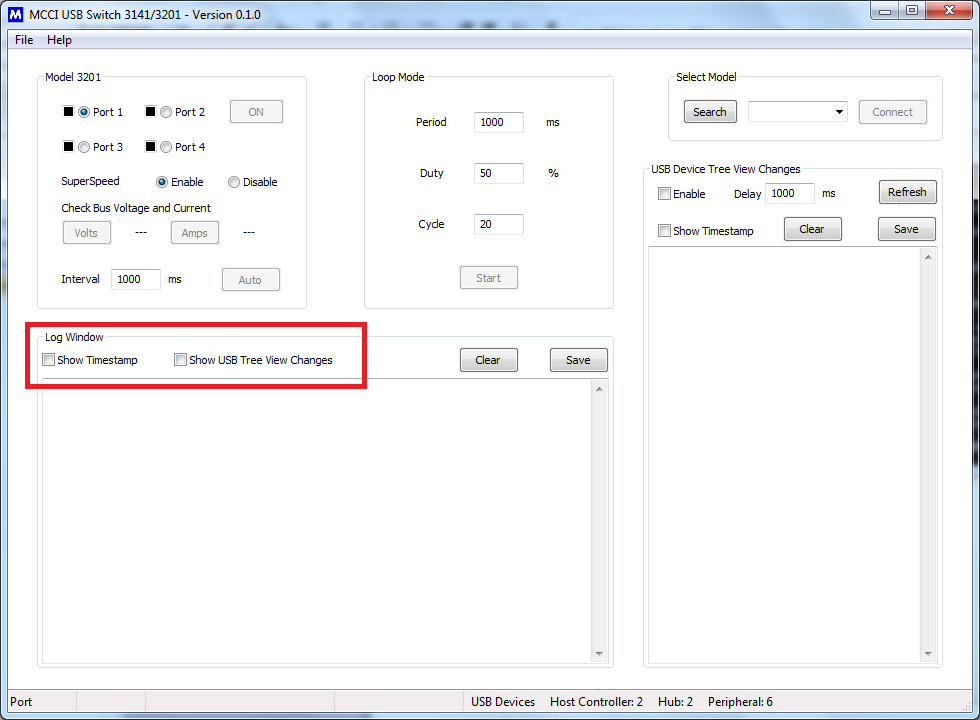 MCCI USB Switch 3141/3201 - Version 0.1.0
File Help
Model 3201
Port 1 Port 2 ON
Port 3 Port 4
SuperSpeed Enable Disable
Check Bus Voltage and Current
Volts --- Amps ---
Interval 1000 ms Auto
Loop Mode
Period 1000 ms
Duty 50 %
Cycle 20
Start
Select Model
Search Connect
USB Device Tree View Changes
Enable Delay 1000 ms Refresh
Show Timestamp Clear Save
Log Window
Show Timestamp Show USB Tree View Changes Clear Save
Port USB Devices Host Controller: 2 Hub: 2 Peripheral: 6